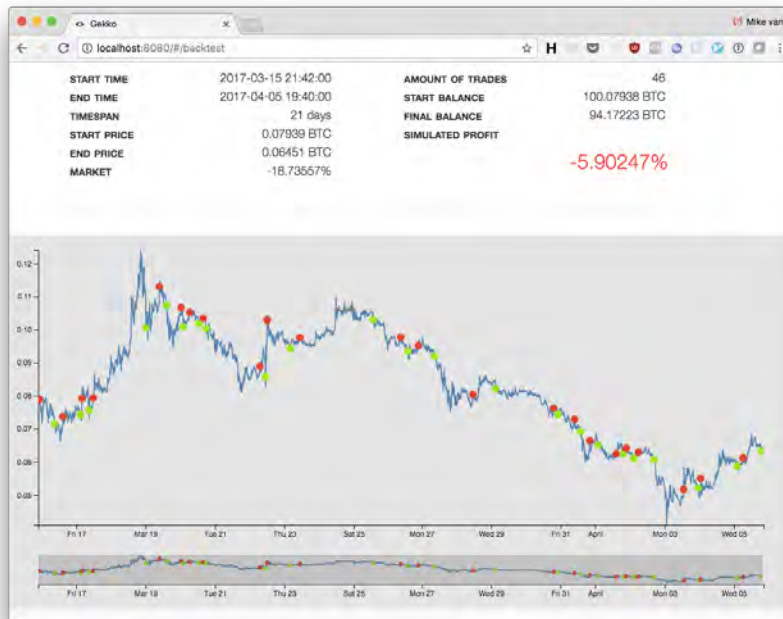 Gekko
Mike van
localhost:8080/#/backtest
START TIME 2017-03-15 21:42:00 AMOUNT OF TRADES 46
END TIME 2017-04-05 19:40:00 START BALANCE 100.07938 BTC
TIMESPAN 21 days FINAL BALANCE 94.17223 BTC
START PRICE 0.07939 BTC SIMULATED PROFIT
END PRICE 0.06451 BTC
-5.90247%
MARKET -18.73557%
0.12
0.11
0.10
0.09
0.08
0.07
0.06
0.05
Fri 17 Mar 19 Tue 21 Thu 23 Sat 25 Mon 27 Wed 29 Fri 31 April Mon 03 Wed 05
Fri 17 Mar 19 Tue 21 Thu 23 Sat 25 Mon 27 Wed 29 Fri 31 April Mon 03 Wed 05